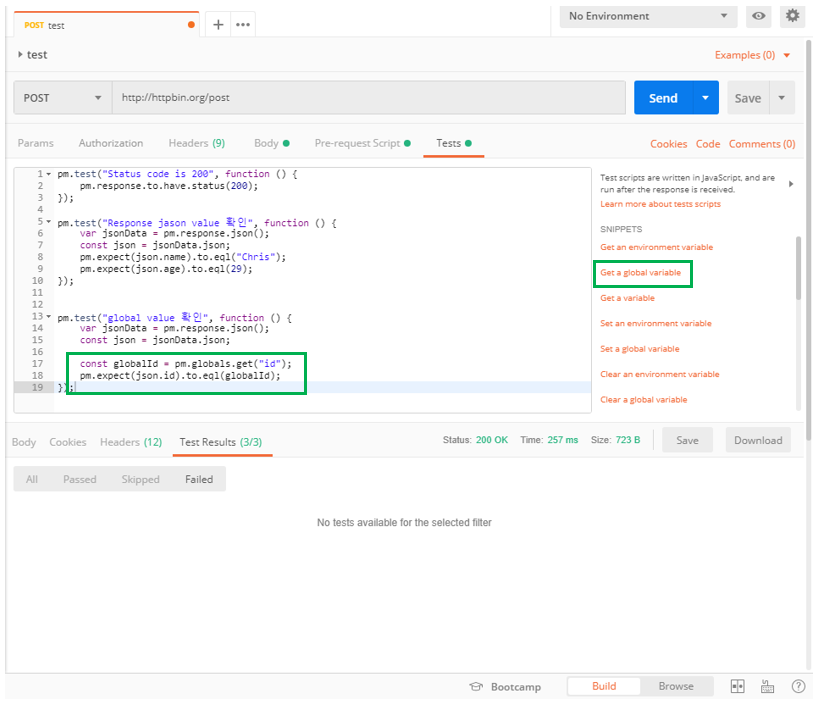 POST test
No Environment
test
Examples (0)
POST http://httpbin.org/post Send Save
Params Authorization Headers (9) Body Pre-request Script Tests Cookies Code Comments (0)
1 pm.test("Status code is 200", function () {
2 pm.response.to.have.status(200);
3 });
4
5 pm.test("Response jason value 확인", function () {
6 var jsonData = pm.response.json();
7 const json = jsonData.json;
8 pm.expect(json.name).to.eql("Chris");
9 pm.expect(json.age).to.eql(29);
10 });
11
12
13 pm.test("global value 확인", function () {
14 var jsonData = pm.response.json();
15 const json = jsonData.json;
16
17 const globalId = pm.globals.get("id");
18 pm.expect(json.id).to.eql(globalId);
19 });
Test scripts are written in JavaScript, and are
run after the response is received.
Learn more about tests scripts
SNIPPETS
Get an environment variable
Get a global variable
Get a variable
Set an environment variable
Set a global variable
Clear an environment variable
Clear a global variable
Body Cookies Headers (12) Test Results (3/3) Status: 200 OK Time: 257 ms Size: 723 B Save Download
All Passed Skipped Failed
No tests available for the selected filter
Bootcamp Build Browse